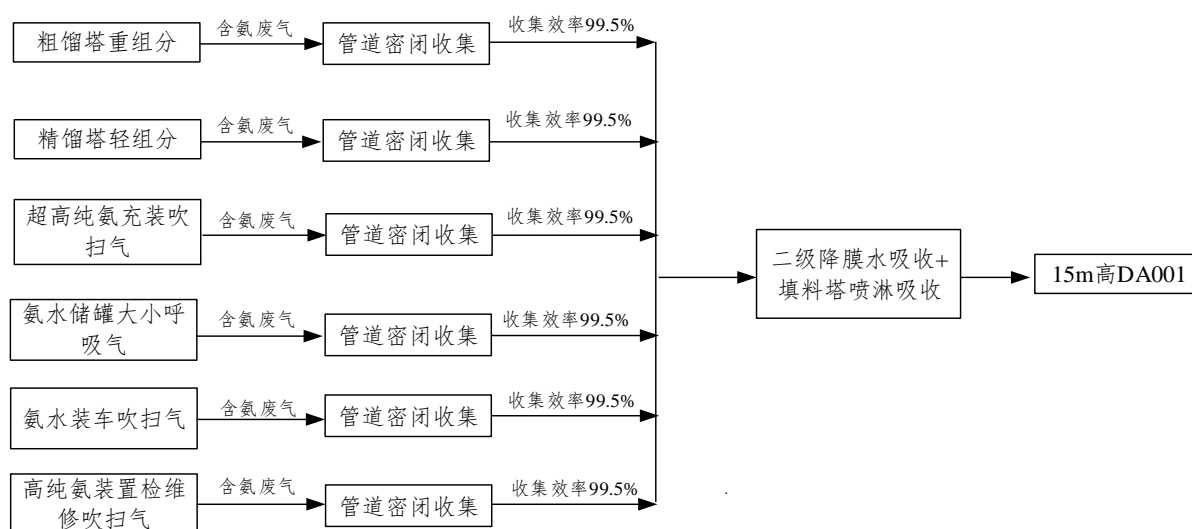 粗馏塔重组分
含氨废气
管道密闭收集
收集效率99.5%
精馏塔轻组分
含氨废气
管道密闭收集
收集效率99.5%
超高纯氨充装吹
扫气
含氨废气
管道密闭收集
收集效率99.5%
氨水储罐大小呼
吸气
含氨废气
管道密闭收集
收集效率99.5%
氨水装车吹扫气
含氨废气
管道密闭收集
收集效率99.5%
高纯氨装置检维
修吹扫气
含氨废气
管道密闭收集
收集效率99.5%
二级降膜水吸收+
填料塔喷淋吸收
15m高DA001